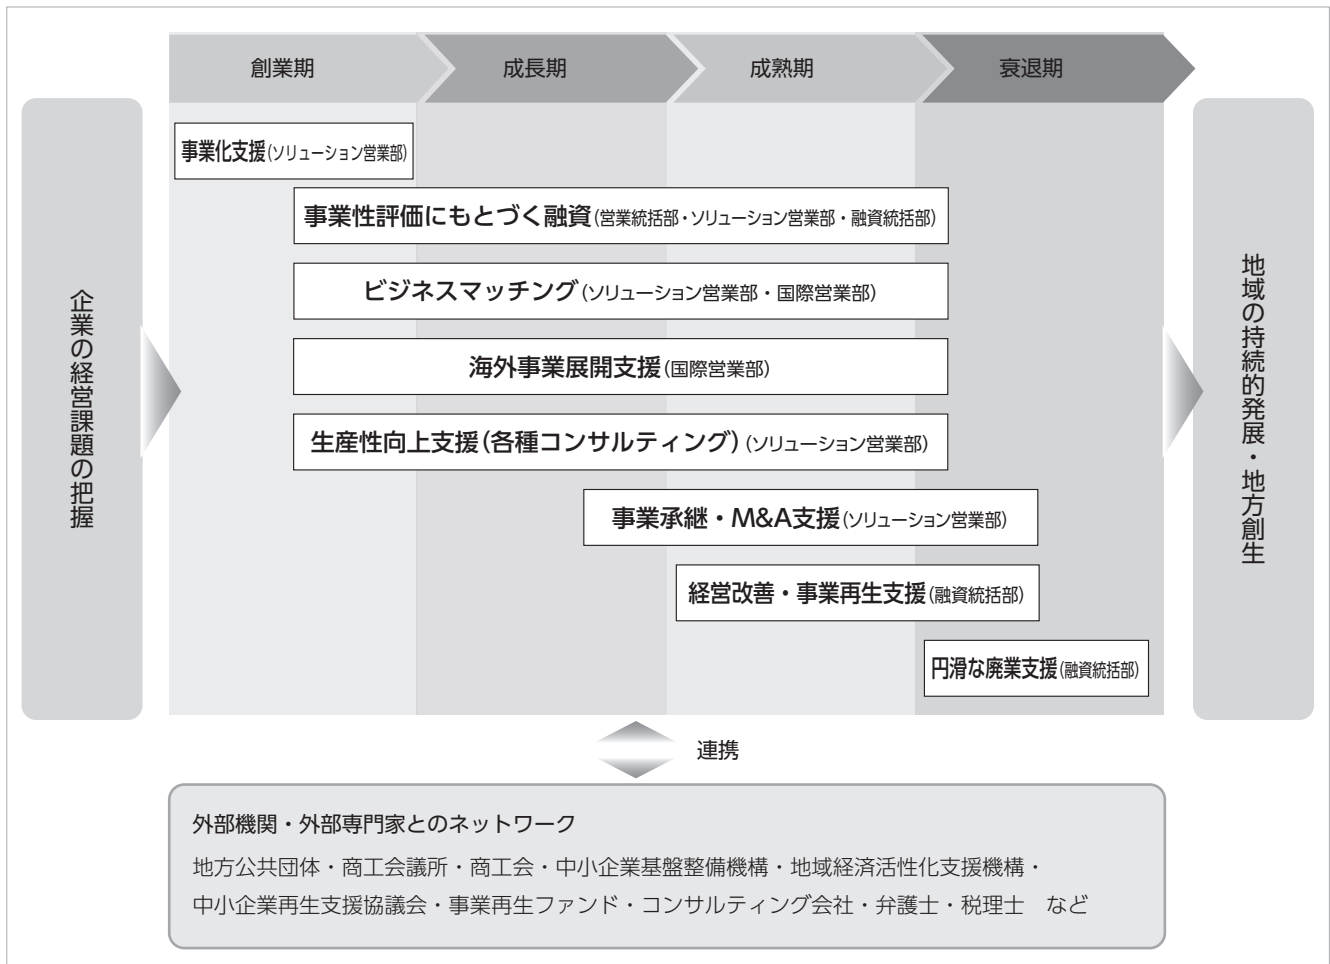 創業期
成長期
成熟期
衰退期
企業の経営課題の把握
事業化支援(ソリューション営業部)
事業性評価にもとづく融資(営業統括部・ソリューション営業部・融資統括部)
ビジネスマッチング(ソリューション営業部・国際営業部)
海外事業展開支援(国際営業部)
生産性向上支援(各種コンサルティング)(ソリューション営業部)
事業承継・M&A支援(ソリューション営業部)
経営改善・事業再生支援(融資統括部)
円滑な廃業支援(融資統括部)
地域の持続的発展・地方創生
連携
外部機関・外部専門家とのネットワーク
地方公共団体・商工会議所・商工会・中小企業基盤整備機構・地域経済活性化支援機構・
中小企業再生支援協議会・事業再生ファンド・コンサルティング会社・弁護士・税理士　など